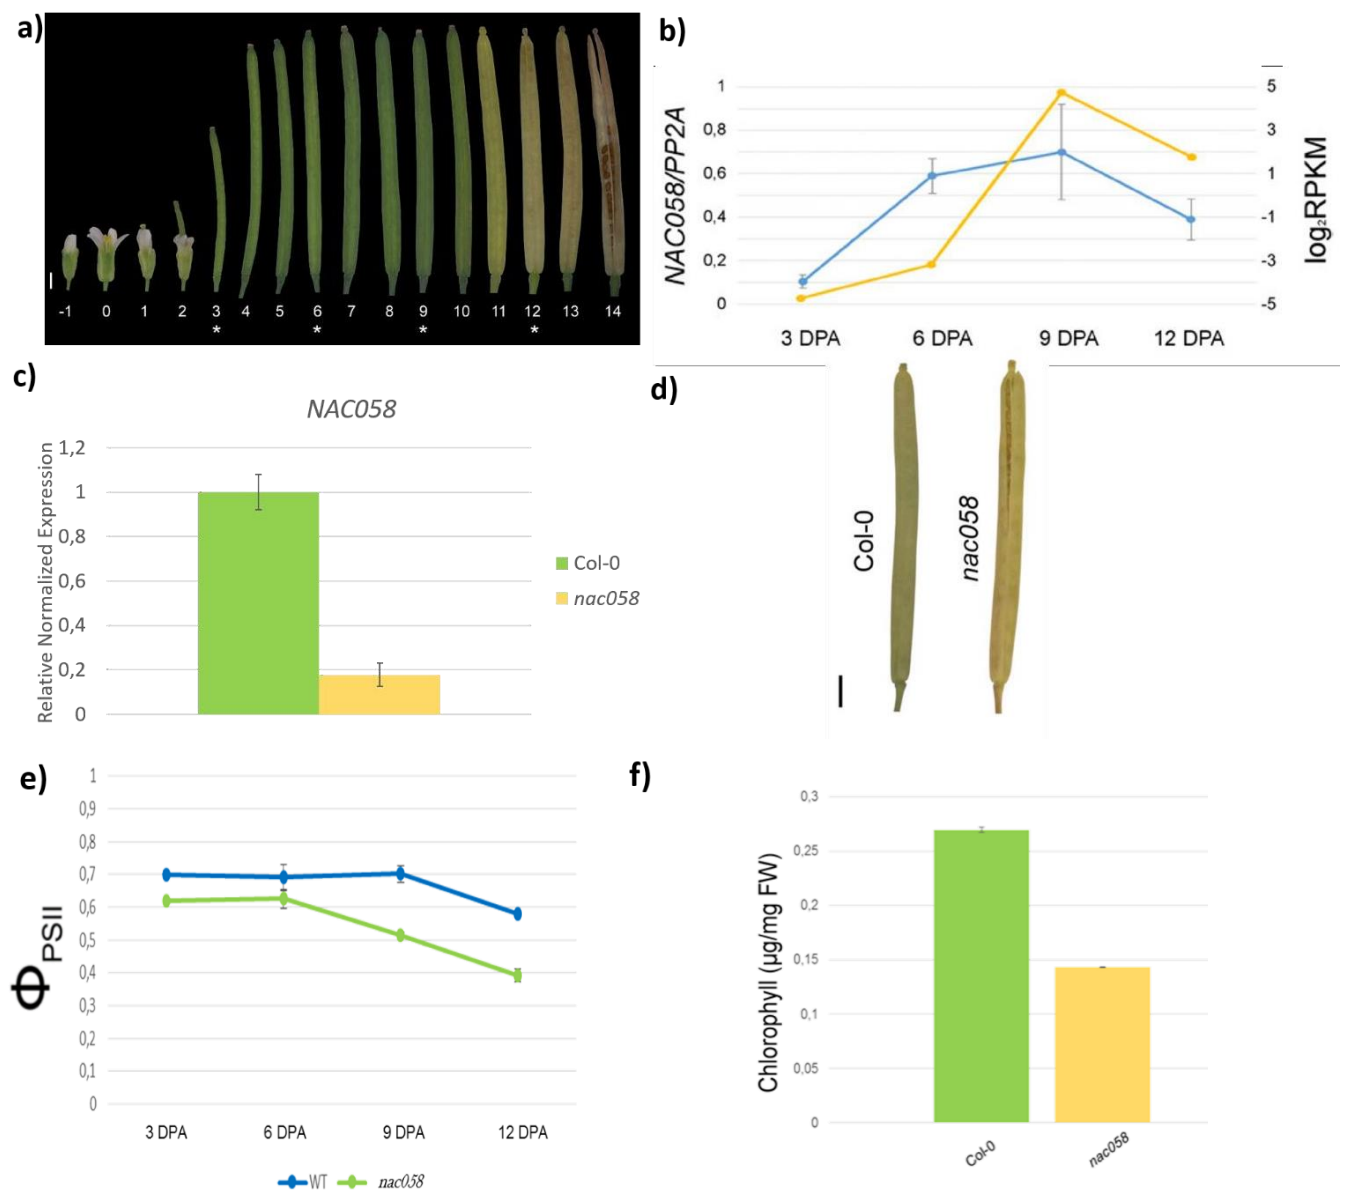 a)
-1 0 1 2 3 4 5 6 7 8 9 10 11 12 13 14
* * * *
b)
NAC058/PP2A
1
0,8
0,6
0,4
0,2
0
5
3
1
-1
-3
-5
log₂RPKM
3 DPA 6 DPA 9 DPA 12 DPA
c)
NAC058
Relative Normalized Expression
1,2
1
0,8
0,6
0,4
0,2
0
Col-0
nac058
d)
Col-0
nac058
e)
ΦPSII
1
0,9
0,8
0,7
0,6
0,5
0,4
0,3
0,2
0,1
0
3 DPA 6 DPA 9 DPA 12 DPA
WT nac058
f)
Chlorophyll (µg/mg FW)
0,3
0,25
0,2
0,15
0,1
0,05
0
Col-0 nac058